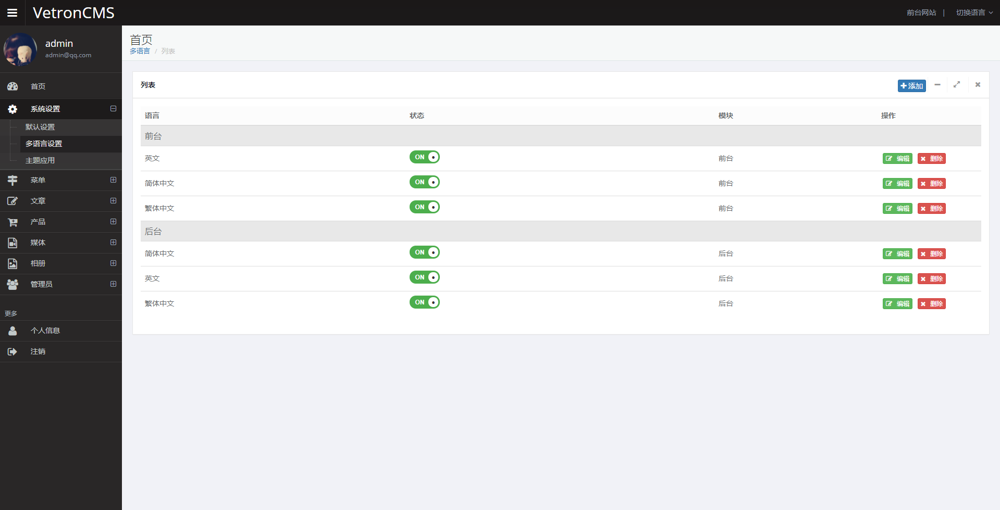 VetronCMS
前台网站 | 切换语言
admin
admin@qq.com
首页
系统设置
默认设置
多语言设置
主题应用
菜单
文章
产品
媒体
相册
管理员
更多
个人信息
注销
首页
多语言 / 列表
列表
添加
语言 状态 模块 操作
前台
英文 ON 前台 编辑 删除
简体中文 ON 前台 编辑 删除
繁体中文 ON 前台 编辑 删除
后台
简体中文 ON 后台 编辑 删除
英文 ON 后台 编辑 删除
繁体中文 ON 后台 编辑 删除